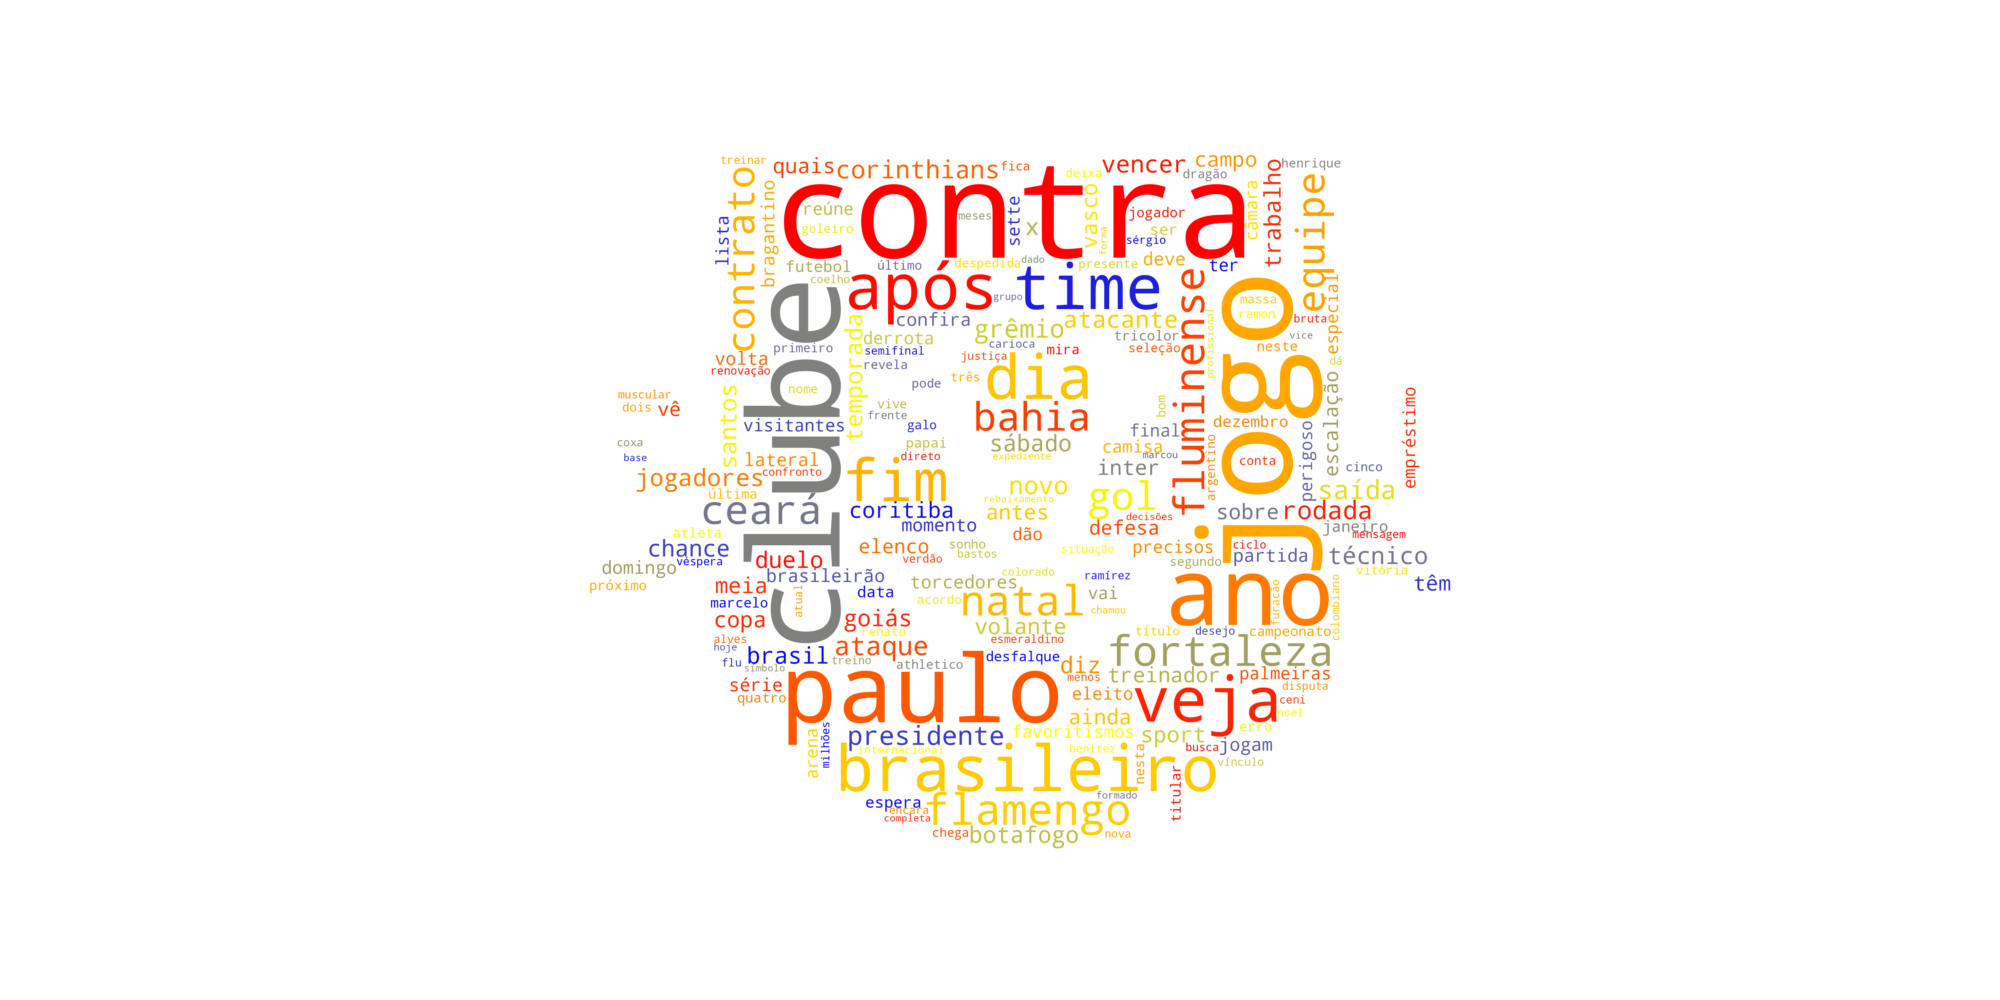 treinar
quais
corinthians
fica
vencer
campo
henrique
contrato
bragantino
reúne
goleiro
contra
meses
sette
x
deixa
vasco
jogador
ser
sérgio
forma
dragão
câmara
trabalho
equipe
lista
futebol
coelho
último
despedida
dado
presente
deve
ter
clube
após
grupo
time
fluminense
jogo
massa
ramon
bruta
vice
especial
dá
primeiro
temporada
confira
derrota
semifinal
revela
grêmio
carioca
atacante
tricolor
seleção
profissional
neste
volta
renovação
nome
justiça
mira
três
dia
pode
muscular
dois
vê
santos
visitantes
vive
frente
galo
bahia
bom
dezembro
escalação
empréstimo
coxa
base
lateral
confronto
papai
direto
sábado
expediente
final
camisa
marcou
inter
argentino
conta
perigoso
cinco
jogadores
última
fim
novo
rebaixamento
gol
saída
ceará
coritiba
momento
antes
decisões
defesa
sobre
rodada
janeiro
mensagem
atleta
chance
véspera
duelo
elenco
verdão
sonho
bastos
dão
situação
precisos
segundo
ciclo
partida
técnico
vitória
domingo
próximo
meia
brasileirão
data
torcedores
colorado
ramírez
vai
ano
furacão
colombiano
têm
marcelo
atual
copa
goiás
acordo
natal
chamou
volante
título
desejo
campeonato
alves
hoje
flu
brasil
símbolo
ataque
renato
treino
athletico
esmeraldino
desfalque
diz
menos
fortaleza
série
quatro
paulo
eleito
treinador
veja
palmeiras
disputa
ceni
noel
milhões
presidente
ainda
favoritismos
sport
erro
arena
internacional
benítez
nesta
busca
jogam
vínculo
brasileiro
titular
espera
encara
completa
flamengo
formado
chega
botafogo
nova